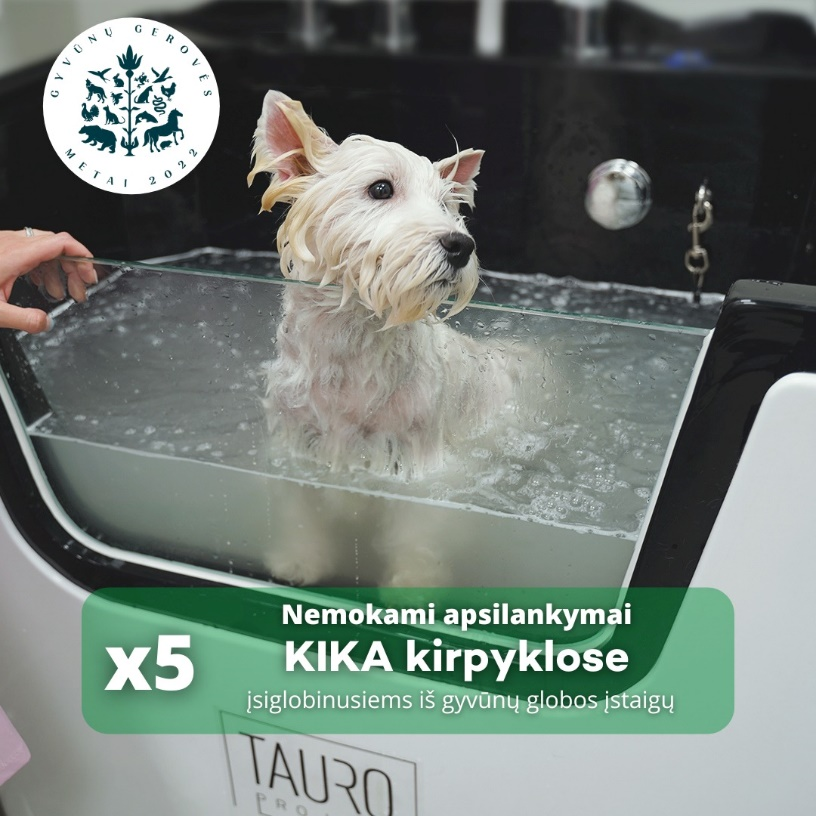 GYVŪNŲ GEROVĖS
METAI 2022
x5
Nemokami apsilankymai
KIKA kirpyklose
įsiglobinusiems iš gyvūnų globos įstaigų
TAURO